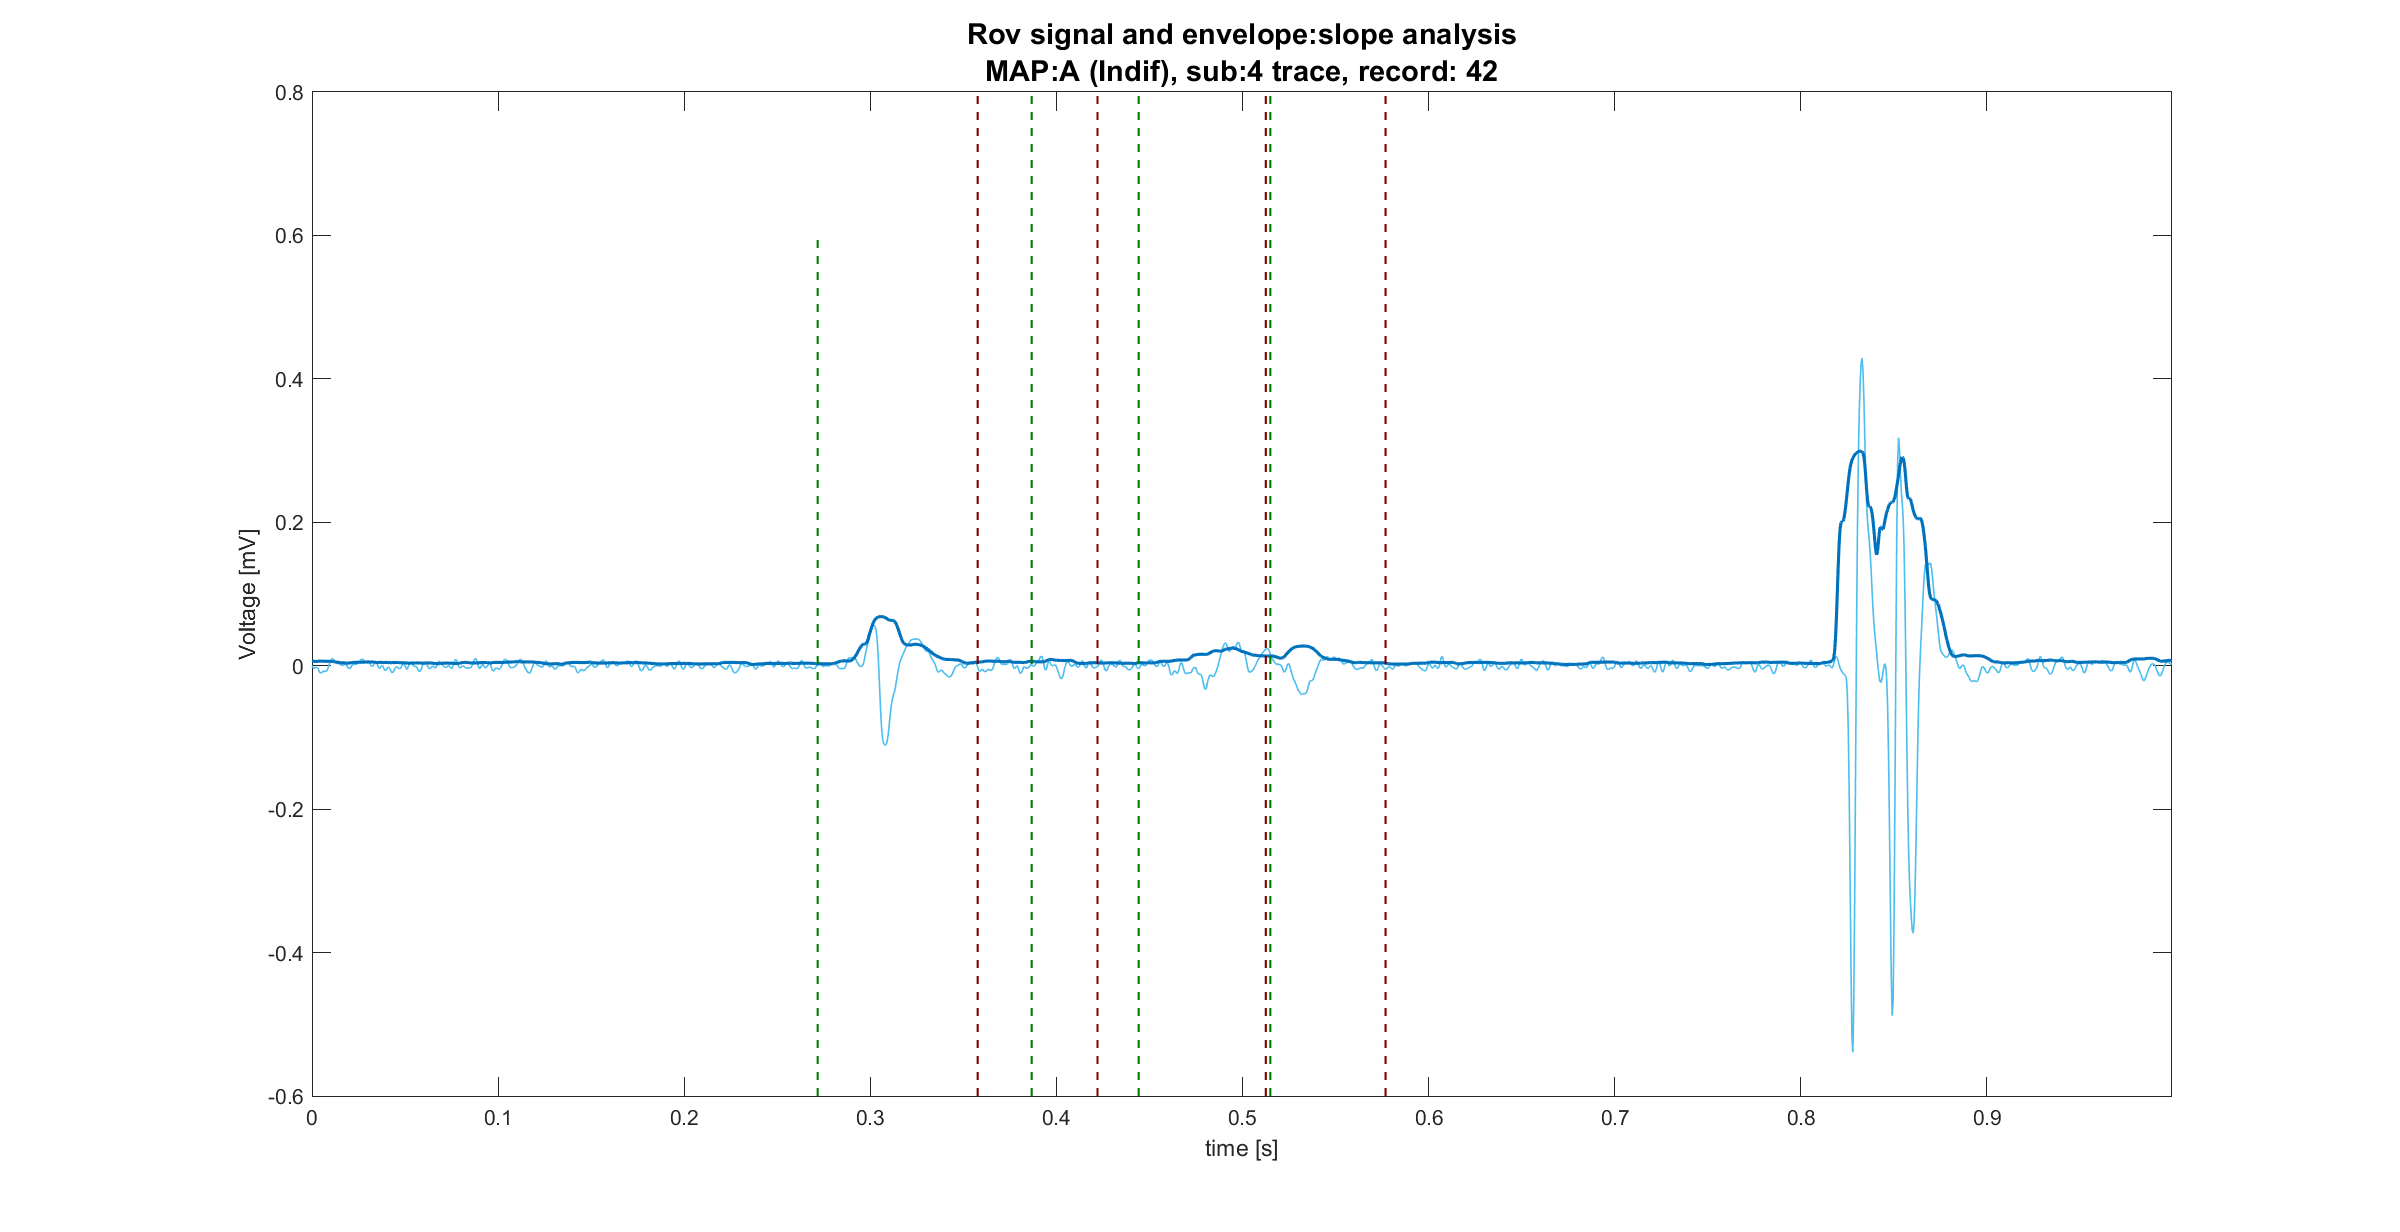 Rov signal and envelope:slope analysis
MAP:A (Indif), sub:4 trace, record: 42
0.8
0.6
0.4
0.2
0
-0.2
-0.4
-0.6
Voltage [mV]
0 0.1 0.2 0.3 0.4 0.5 0.6 0.7 0.8 0.9
time [s]